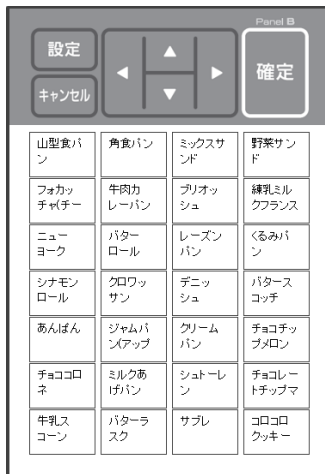 Panel B
設定
キャンセル
確定
山型食パ
ン
角食パン
ミックスサ
ンド
野菜サン
ド
フォカッ
チャ(チー
牛肉カ
レーパン
ブリオッ
シュ
練乳ミル
クフランス
ニュー
ヨーク
バター
ロール
レーズン
パン
くるみパ
ン
シナモン
ロール
クロワッ
サン
デニッ
シュ
バタース
コッチ
あんぱん
ジャムパ
ン(アップ
クリーム
パン
チョコチッ
プメロン
チョココロ
ネ
ミルクあ
げパン
シュトーレ
ン
チョコレー
トチップマ
牛乳ス
コーン
バターラ
スク
サブレ
コロコロ
クッキー